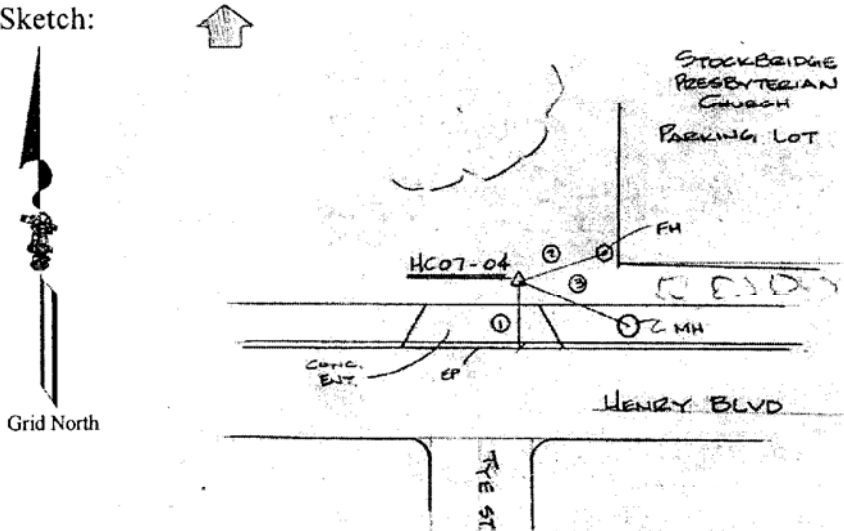 Sketch:
STOCKBRIDGE
PRESBYTERIAN
CHURCH
PARKING LOT
FH
②
HC07-04
③
①
MH
CONC.
ENT.
EP
HENRY BLVD
Grid North
TYE ST